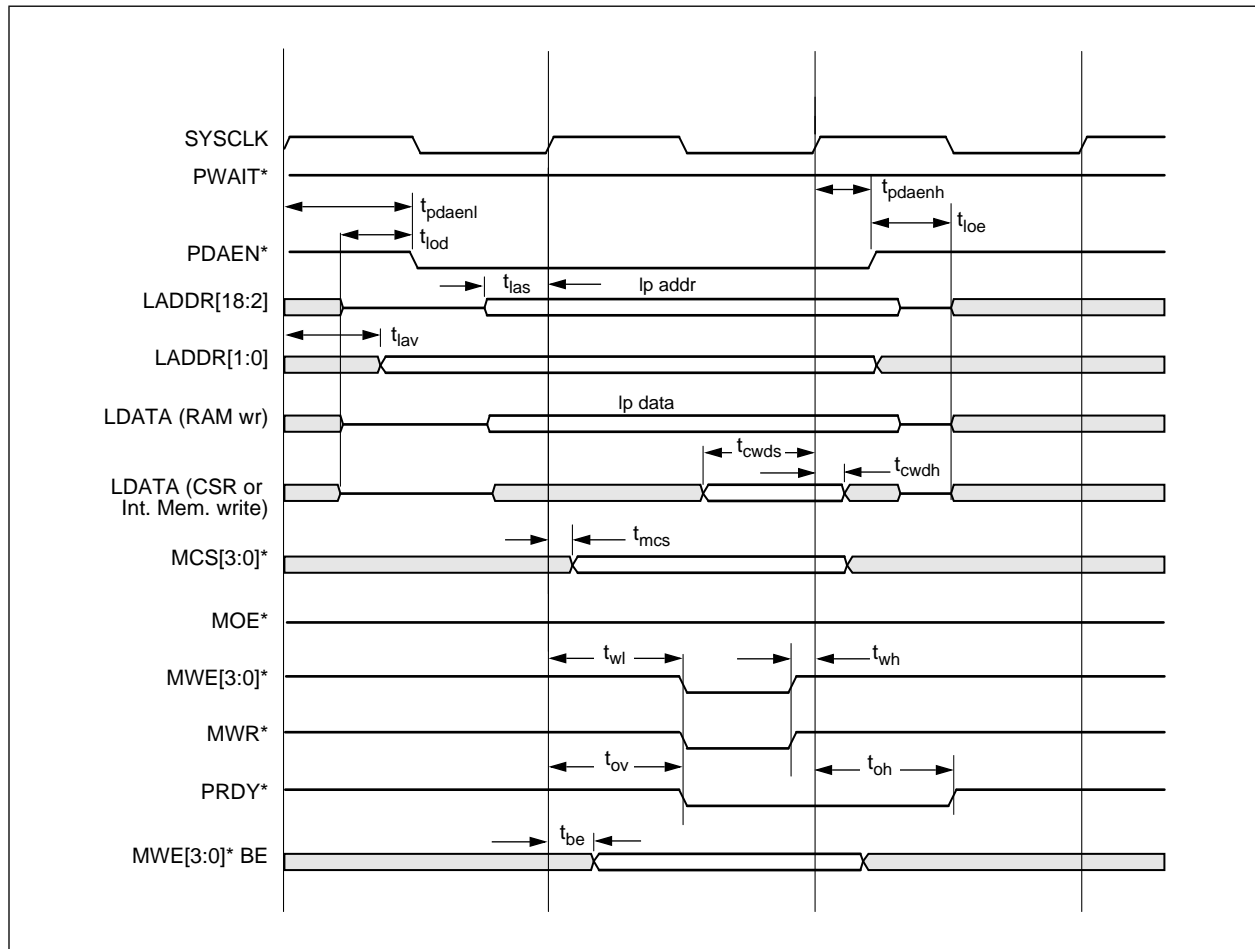 SYSCLK
PWAIT*
tpdaenh
tpdaenl
tloe
tlod
PDAEN*
tlas
lp addr
LADDR[18:2]
tlav
LADDR[1:0]
lp data
LDATA (RAM wr)
tcwds
tcwdh
LDATA (CSR or
Int. Mem. write)
tmcs
MCS[3:0]*
MOE*
twl
twh
MWE[3:0]*
MWR*
tov
toh
PRDY*
tbe
MWE[3:0]* BE